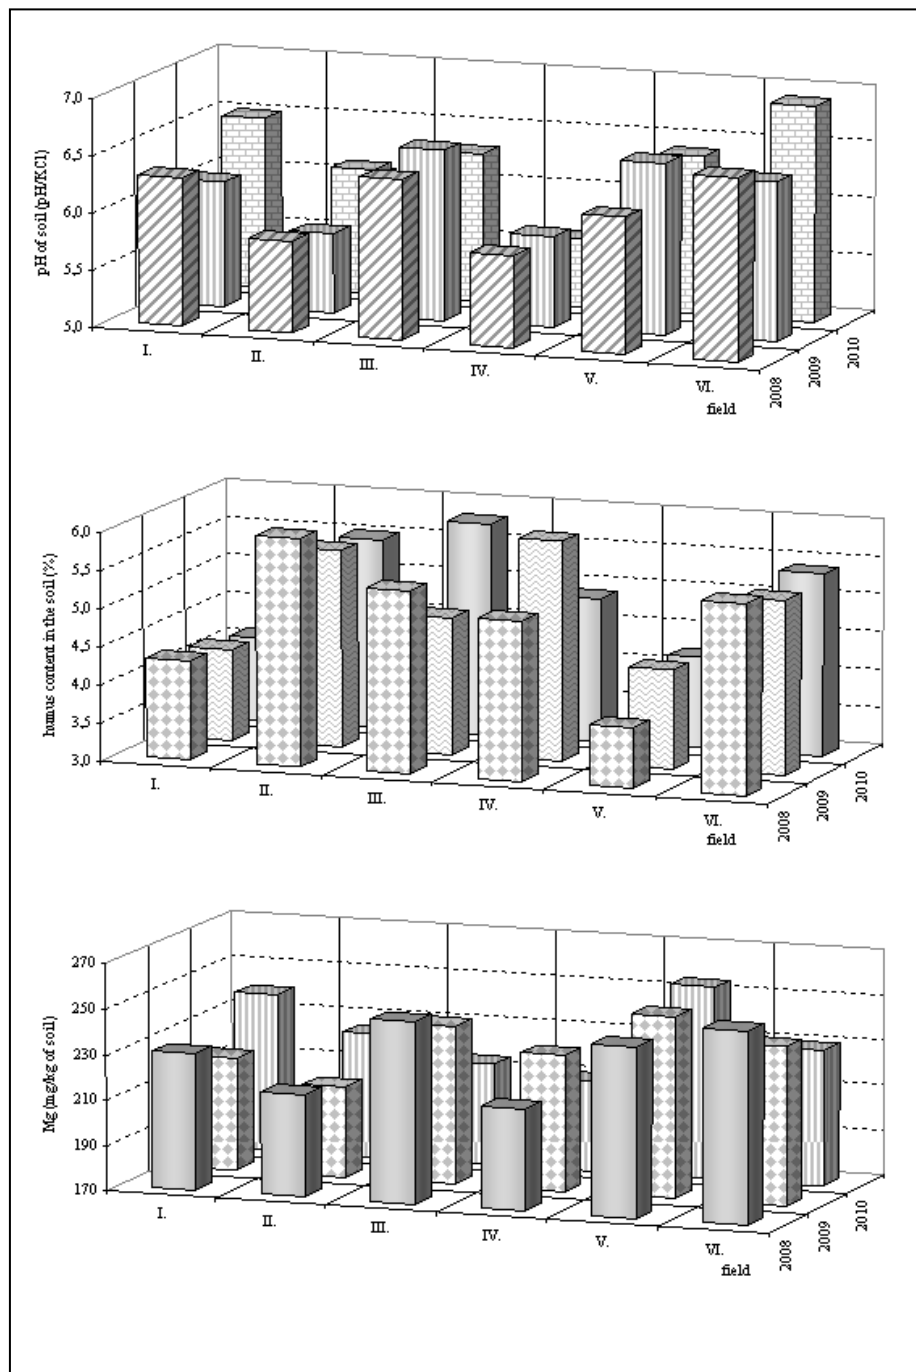 pH of soil (pH/KCl)
7,0
6,5
6,0
5,5
5,0
I.
II.
III.
IV.
V.
VI.
field
2008
2009
2010
humus content in the soil (%)
6,0
5,5
5,0
4,5
4,0
3,5
3,0
I.
II.
III.
IV.
V.
VI.
field
2008
2009
2010
Mg (mg/kg of soil)
270
250
230
210
190
170
I.
II.
III.
IV.
V.
VI.
field
2008
2009
2010